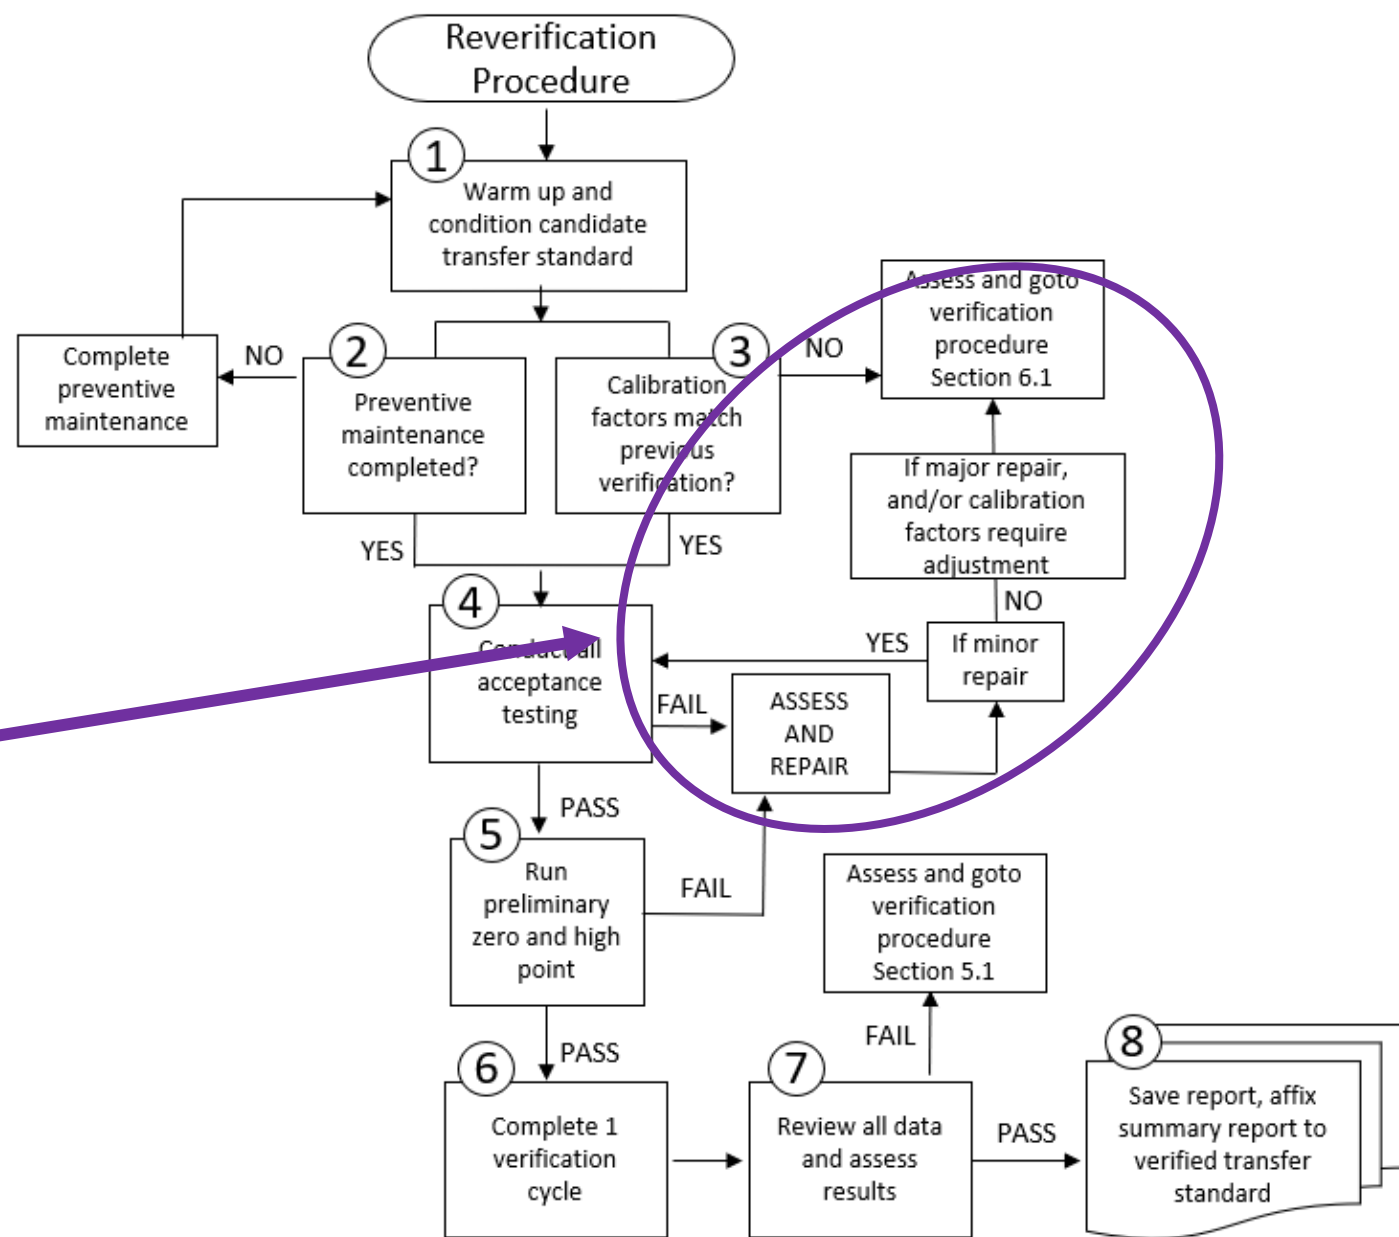 Reverification
Procedure
1
Warm up and
condition candidate
transfer standard
Complete
preventive
maintenance
NO
2
Preventive
maintenance
completed?
3
Calibration
factors match
previous
verification?
NO
Assess and goto
verification
procedure
Section 6.1
If major repair,
and/or calibration
factors require
adjustment
NO
YES
YES
4
Conduct all
acceptance
testing
YES
If minor
repair
FAIL
ASSESS
AND
REPAIR
PASS
5
Run
preliminary
zero and high
point
FAIL
Assess and goto
verification
procedure
Section 5.1
PASS
FAIL
6
Complete 1
verification
cycle
7
Review all data
and assess
results
PASS
8
Save report, affix
summary report to
verified transfer
standard